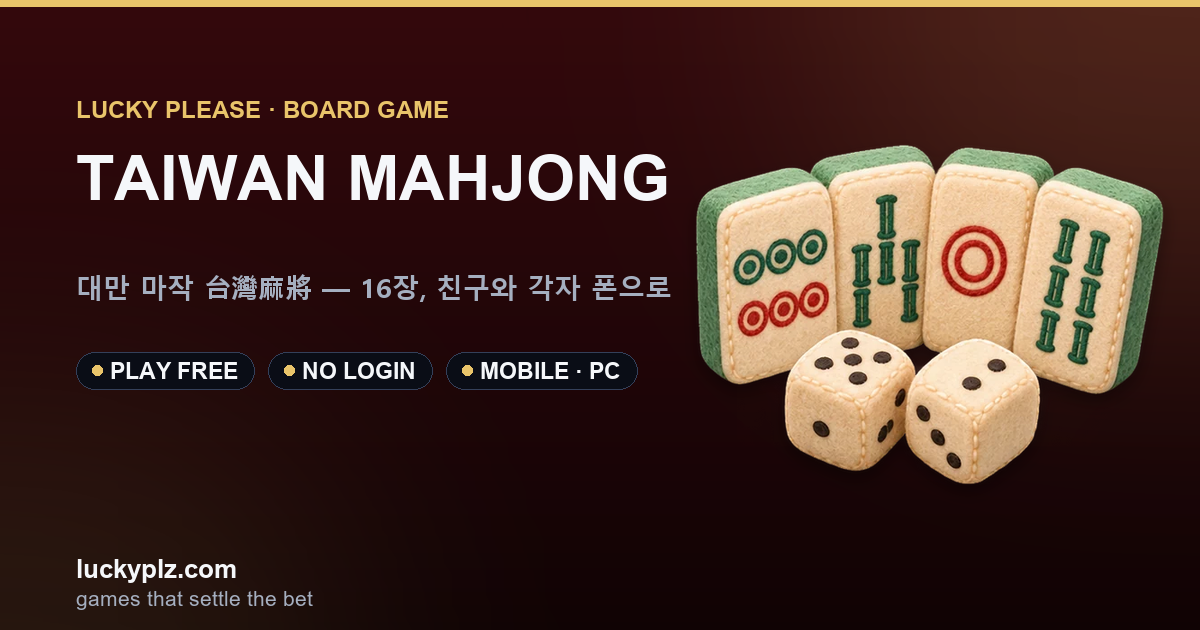 LUCKY PLEASE · BOARD GAME
TAIWAN MAHJONG
대만 마작 台灣麻將 — 16장, 친구와 각자 폰으로
PLAY FREE
NO LOGIN
MOBILE · PC
luckyplz.com
games that settle the bet